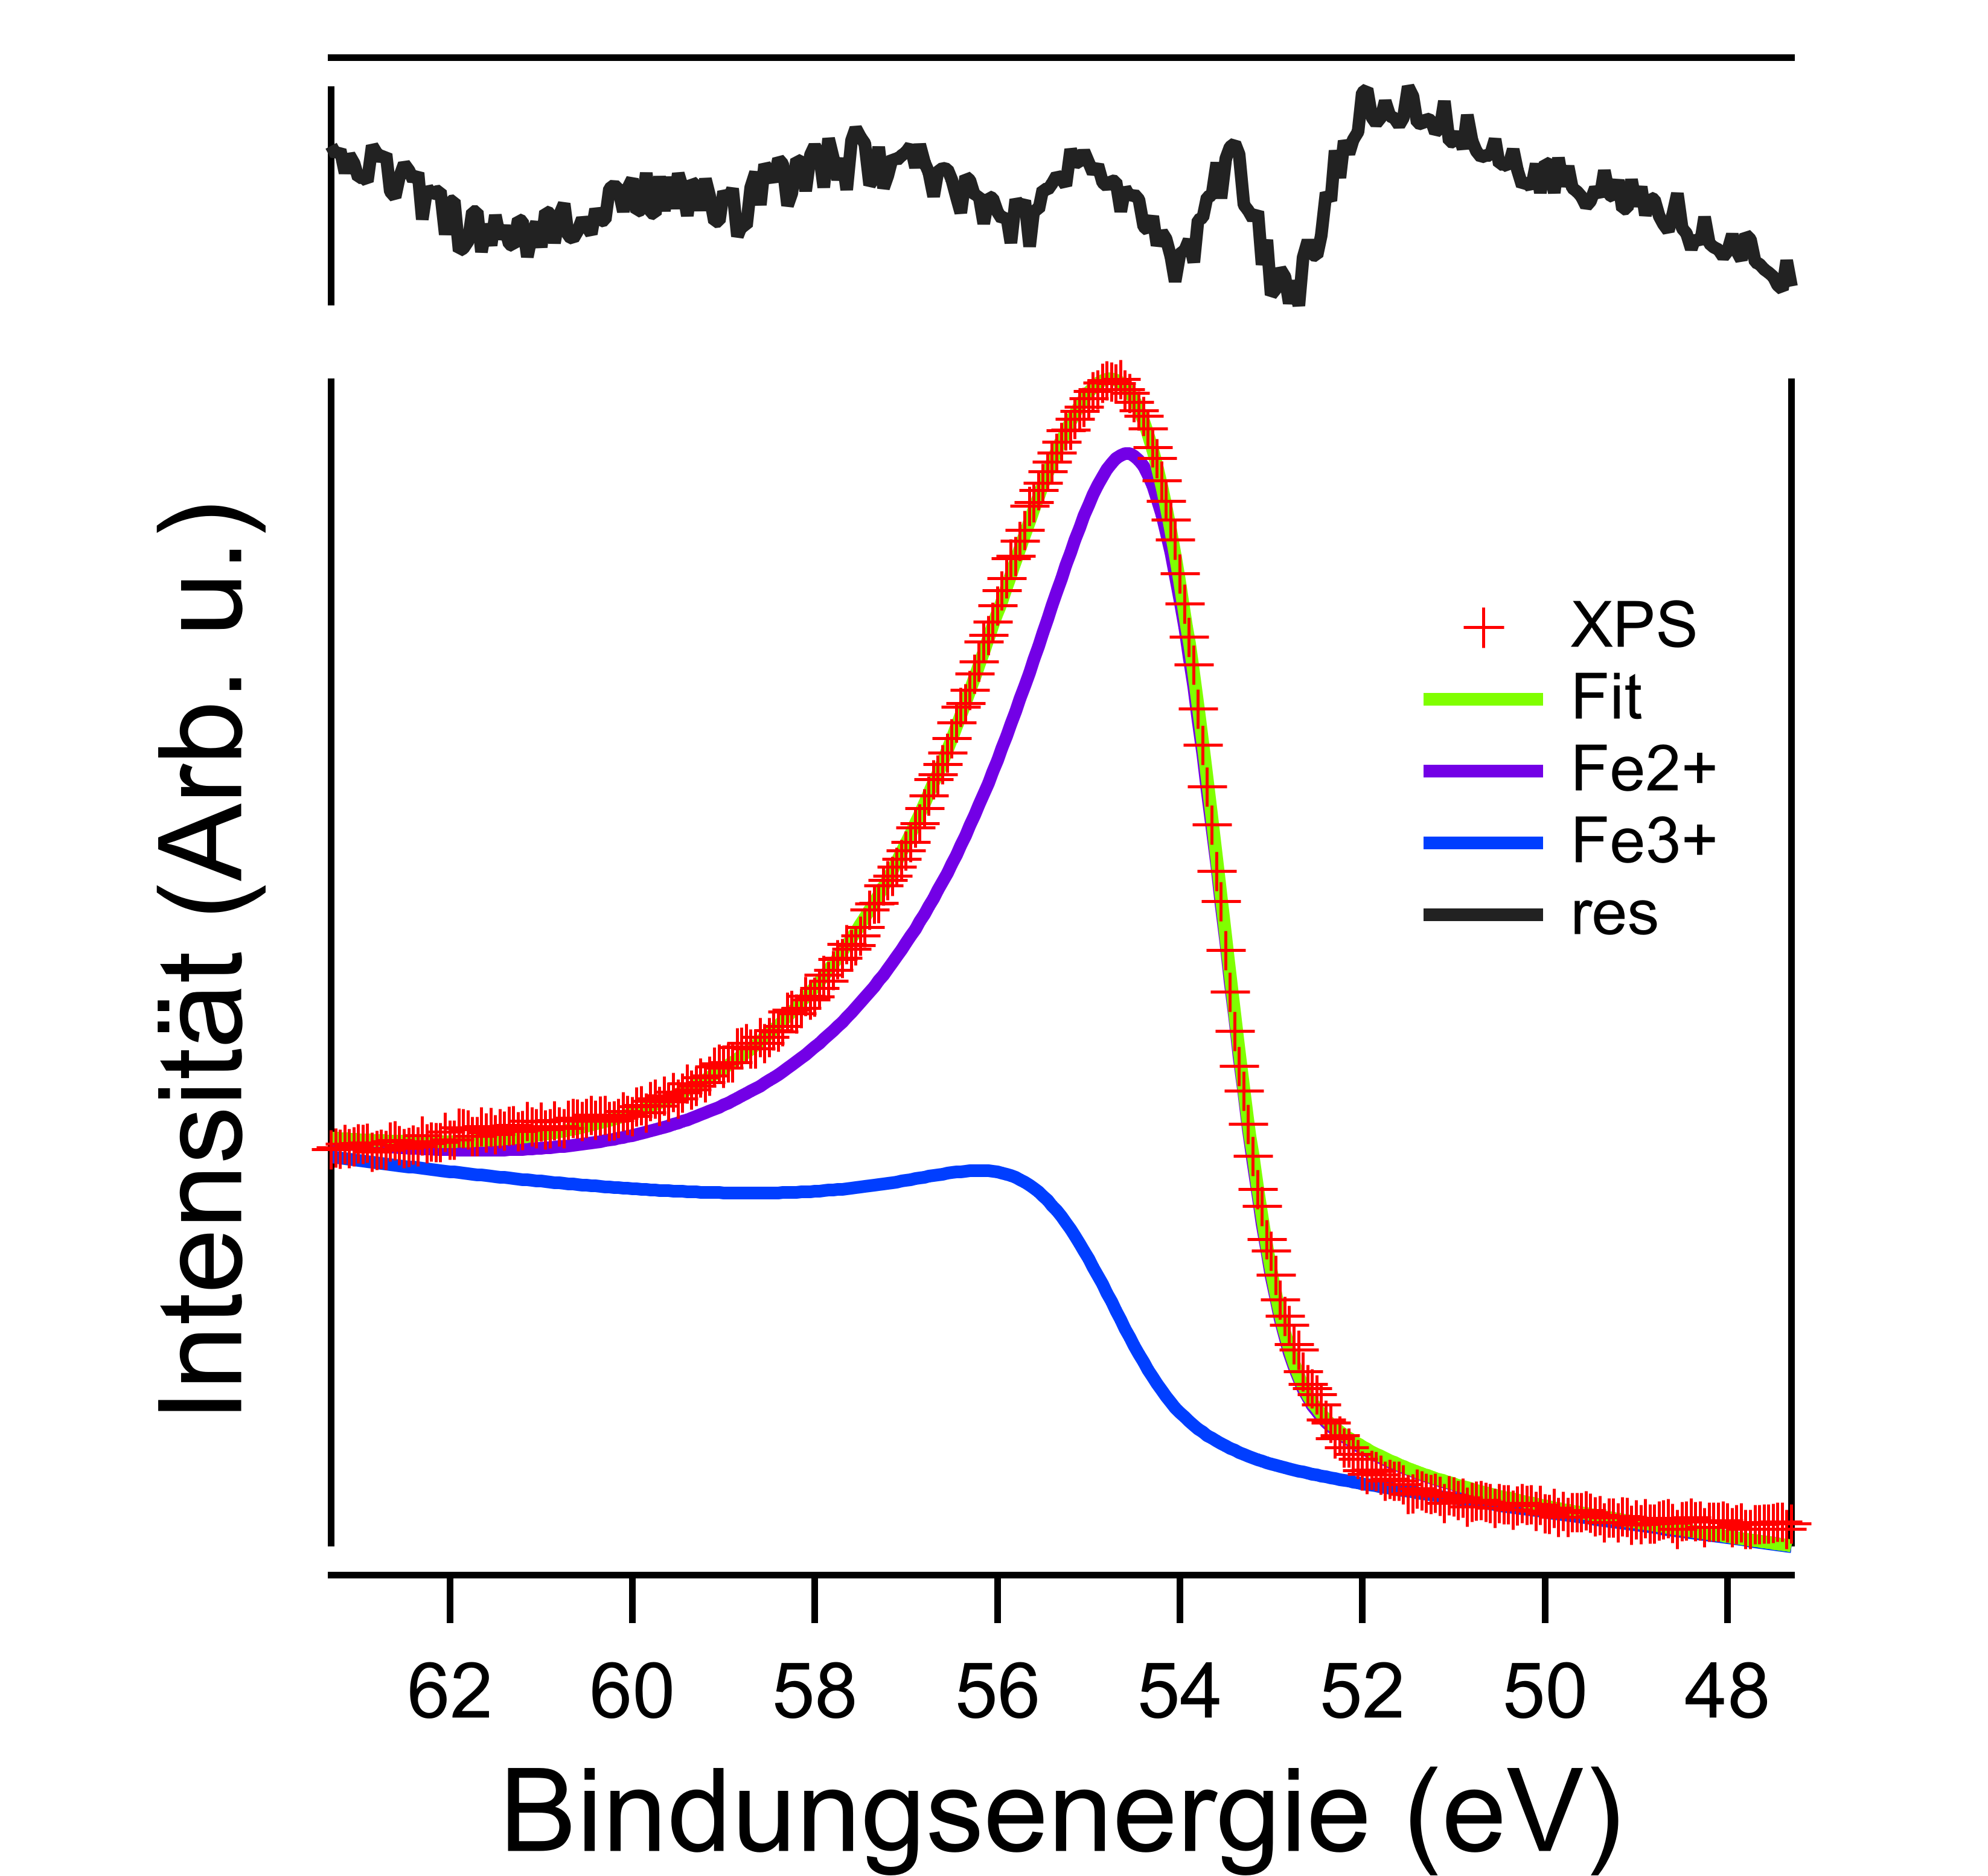 Intensität (Arb. u.)
XPS
Fit
Fe2+
Fe3+
res
62 60 58 56 54 52 50 48
Bindungsenergie (eV)